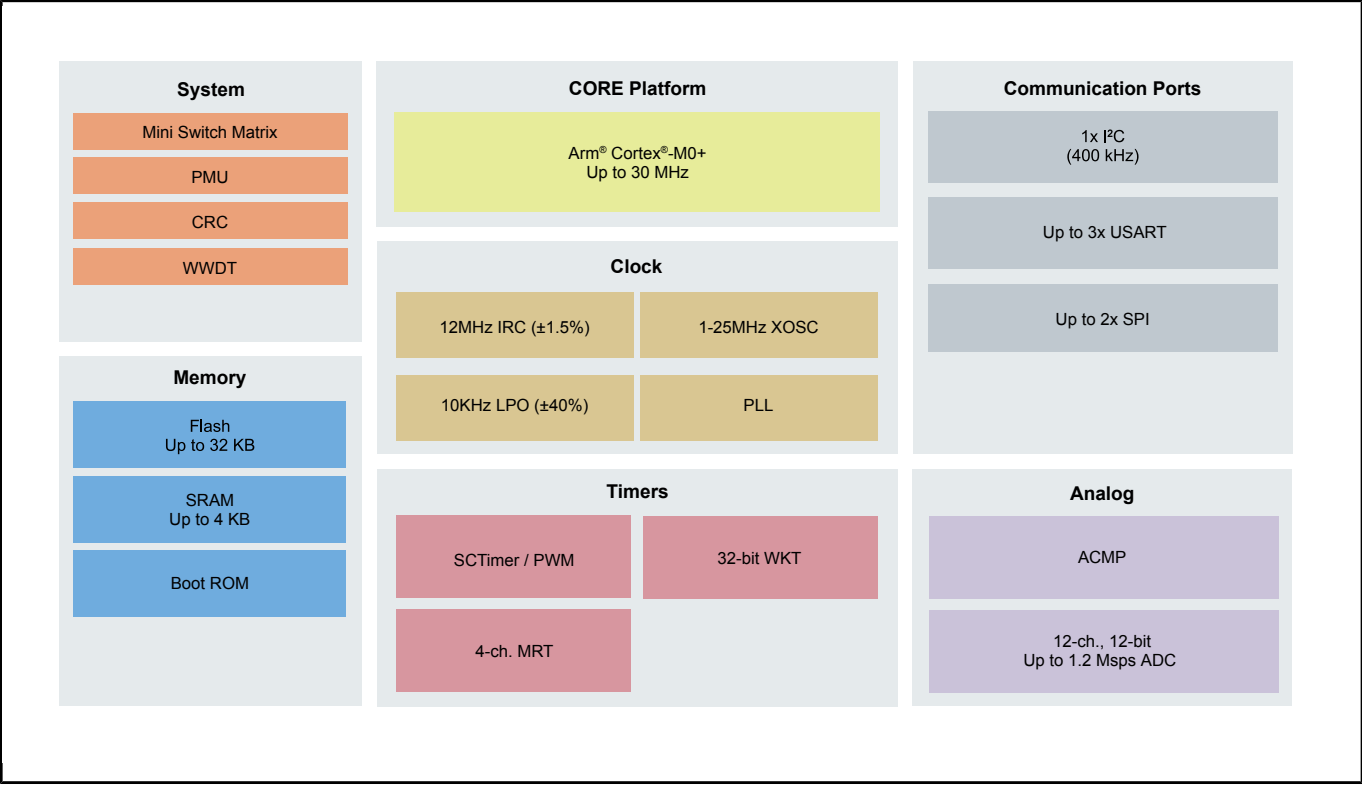 System
Mini Switch Matrix
PMU
CRC
WWDT
Memory
Flash
Up to 32 KB
SRAM
Up to 4 KB
Boot ROM
CORE Platform
Arm® Cortex®-M0+
Up to 30 MHz
Clock
12MHz IRC (±1.5%)
1-25MHz XOSC
10KHz LPO (±40%)
PLL
Timers
SCTimer / PWM
32-bit WKT
4-ch. MRT
Communication Ports
1x I²C
(400 kHz)
Up to 3x USART
Up to 2x SPI
Analog
ACMP
12-ch., 12-bit
Up to 1.2 Msps ADC